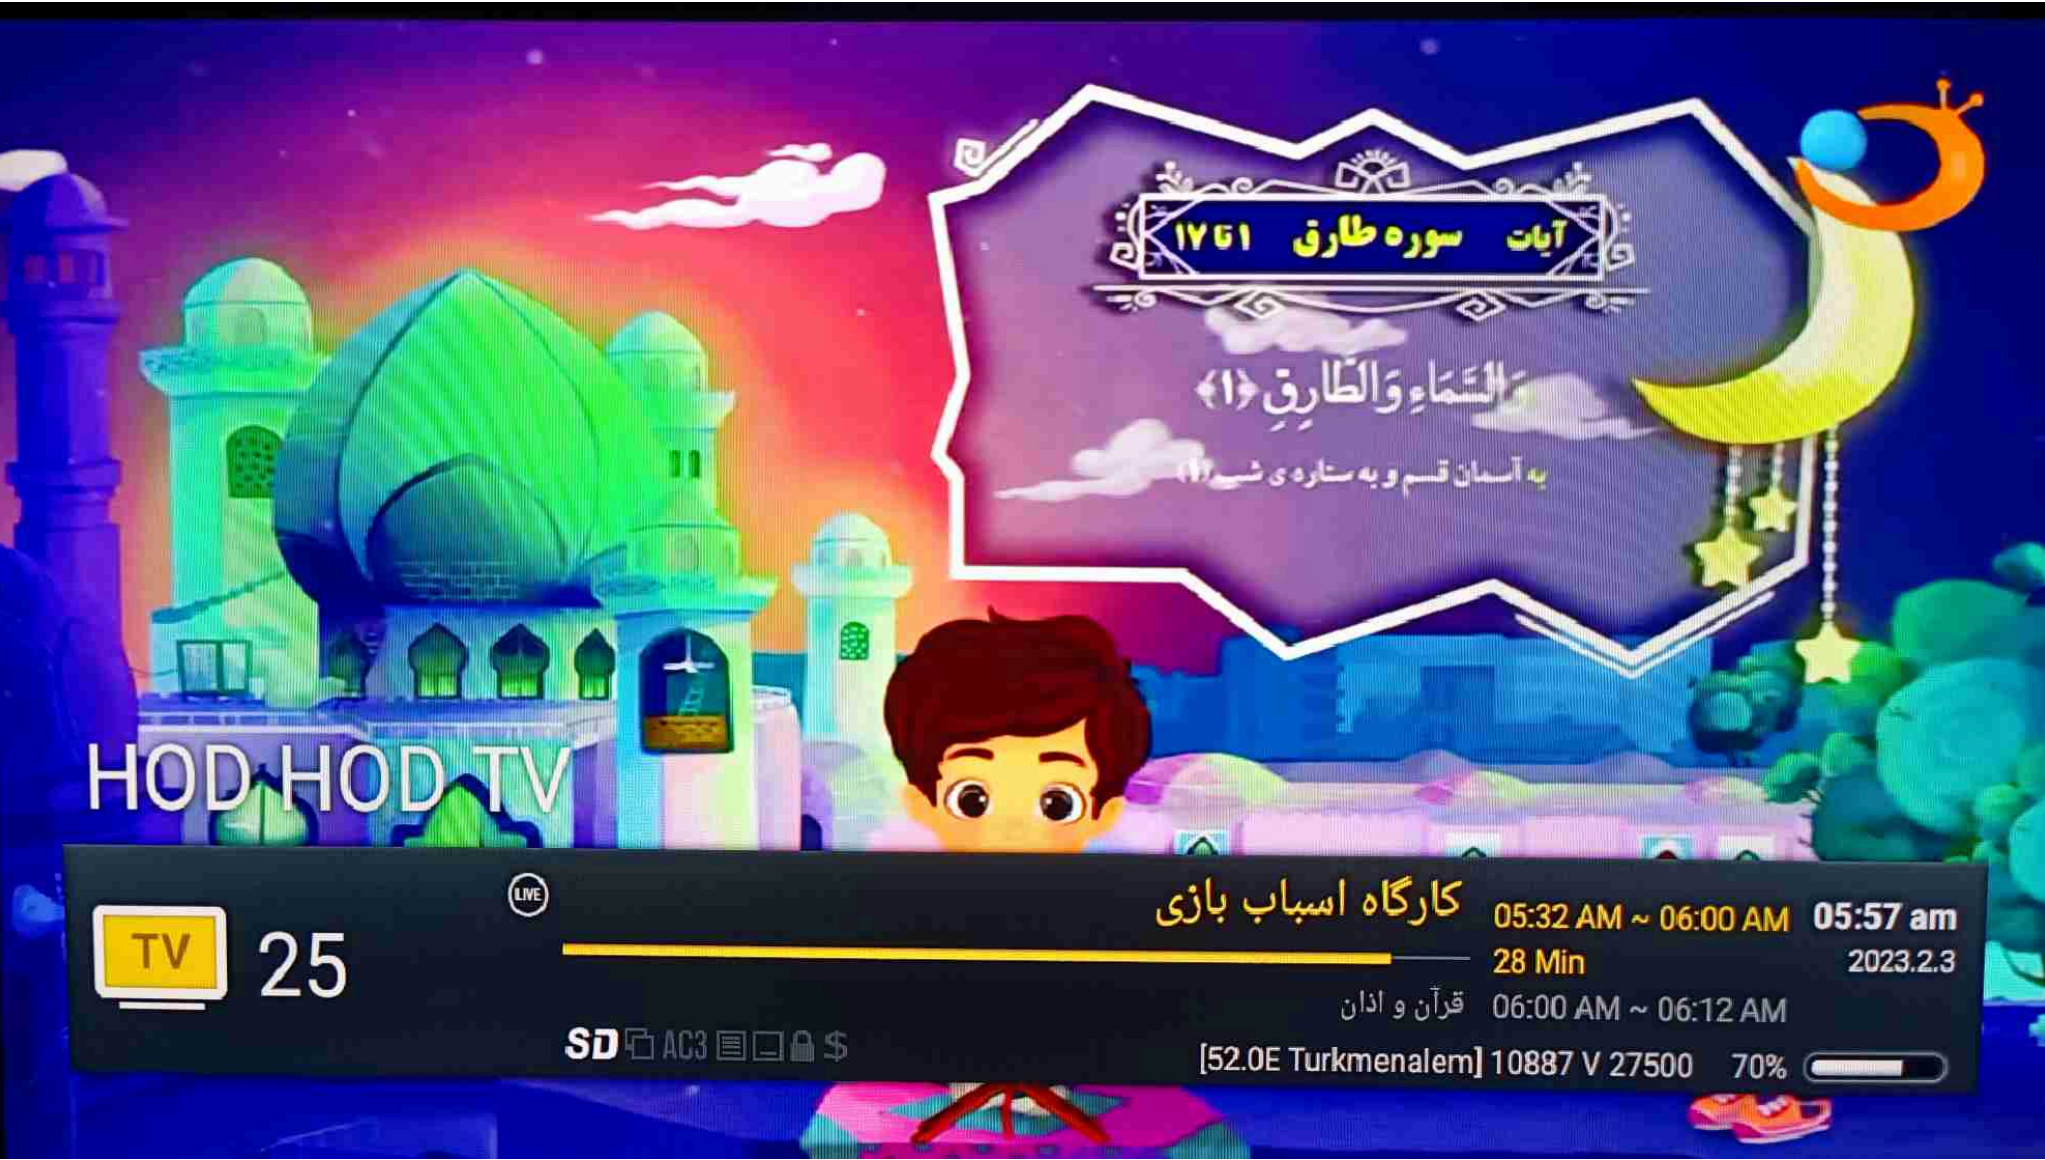 آیات سوره طارق ۱ تا ۱۷
وَالسَّمَاءِ وَالطَّارِقِ ﴿۱﴾
به آسمان قسم و به ستاره ی شب (۱)
HOD HOD TV
TV 25
LIVE
کارگاه اسباب بازی
05:32 AM ~ 06:00 AM
05:57 am
28 Min
2023.2.3
قرآن و اذان
06:00 AM ~ 06:12 AM
SD AC3 $
[52.0E Turkmenalem] 10887 V 27500 70%